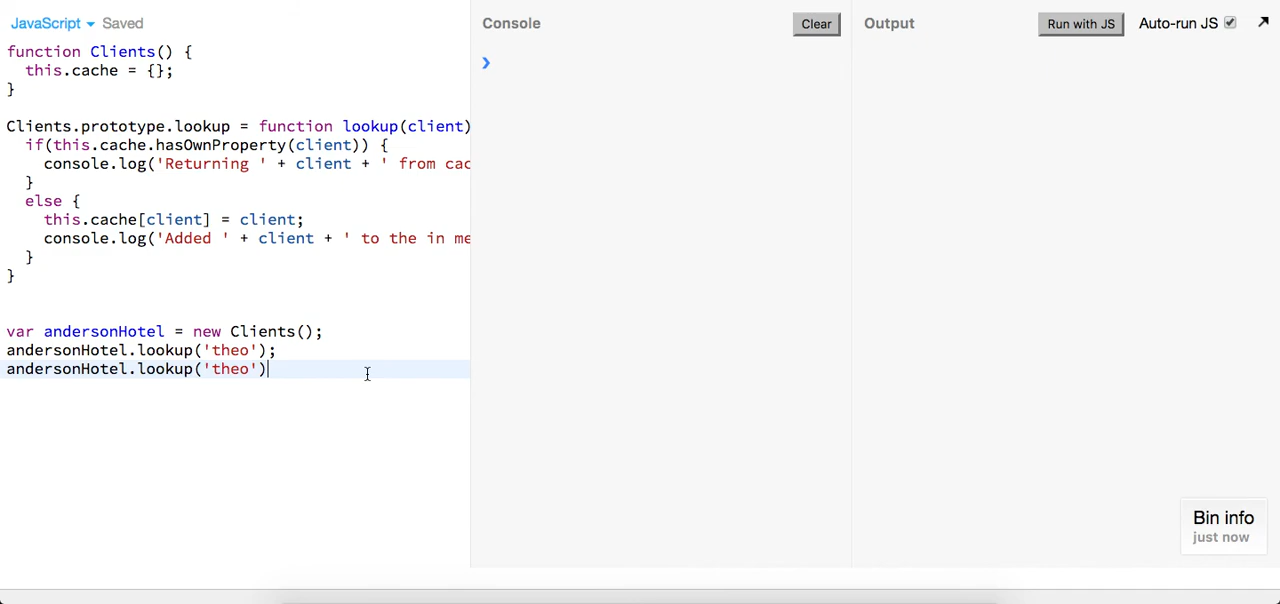 JavaScript Saved
function Clients() {
this.cache = {};
}
Clients.prototype.lookup = function lookup(client)
if(this.cache.hasOwnProperty(client)) {
console.log('Returning ' + client + ' from cac
}
else {
this.cache[client] = client;
console.log('Added ' + client + ' to the in me
}
}
var andersonHotel = new Clients();
andersonHotel.lookup('theo');
andersonHotel.lookup('theo')
Console Clear
Output Run with JS Auto-run JS
Bin info
just now